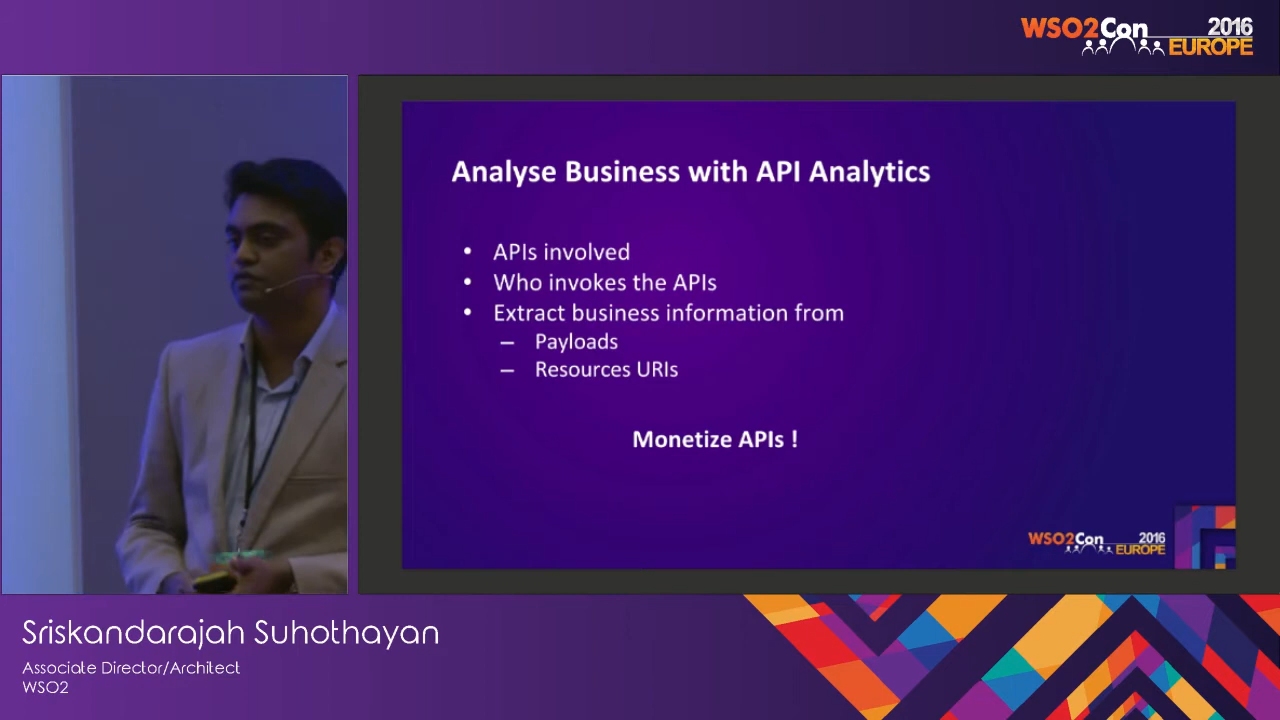 WSO2Con 2016
EUROPE
Analyse Business with API Analytics
• APIs involved
• Who invokes the APIs
• Extract business information from
– Payloads
– Resources URIs
Monetize APIs !
WSO2Con 2016
EUROPE
Sriskandarajah Suhothayan
Associate Director/Architect
WSO2